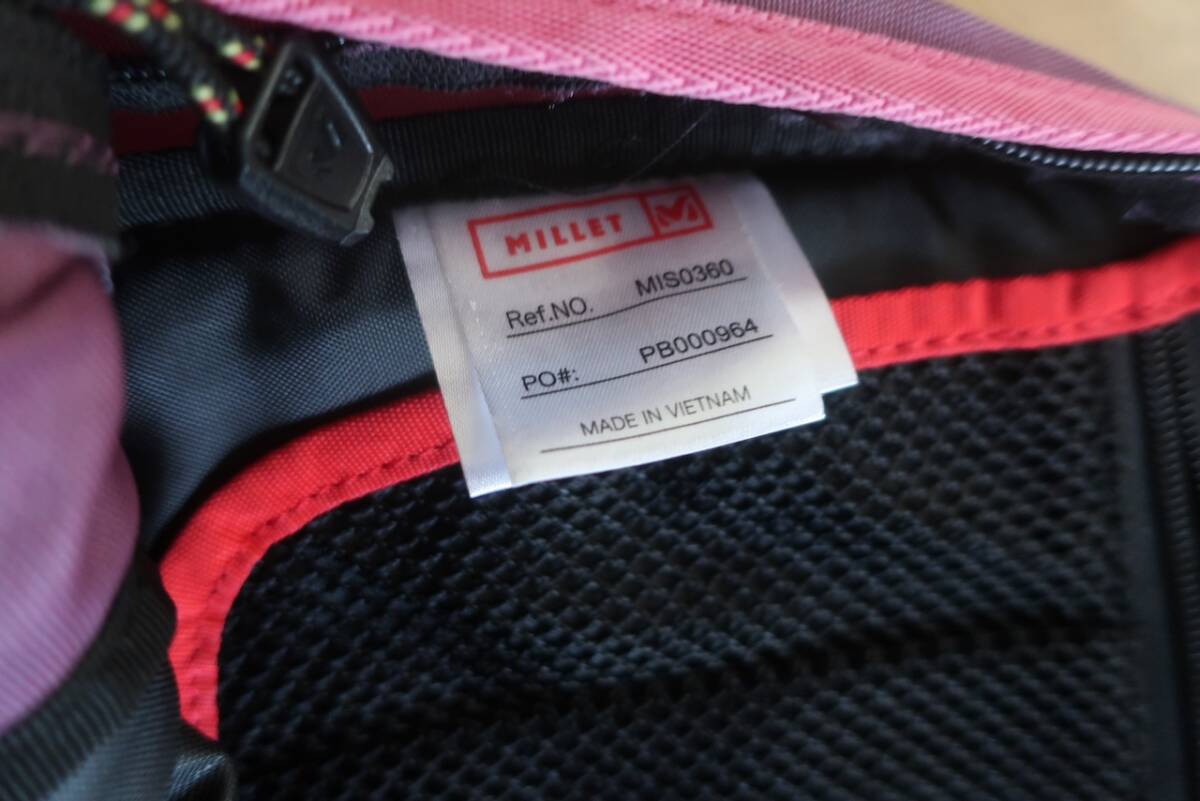 MILLET
Ref.NO. MIS0360
PO#: PB000964
MADE IN VIETNAM